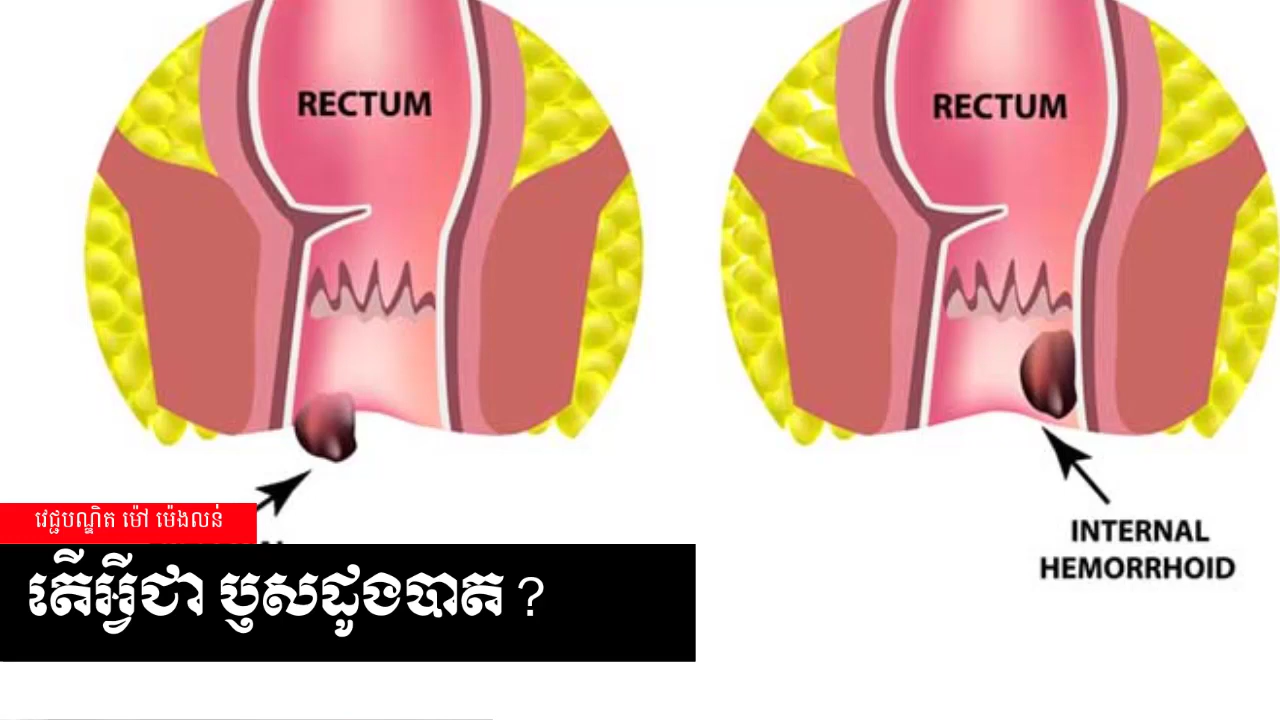 RECTUM
RECTUM
INTERNAL
HEMORRHOID
វេជ្ជបណ្ឌិត ម៉ៅ ម៉េងលន់
តើអ្វីជា ឬសដូងបាត ?